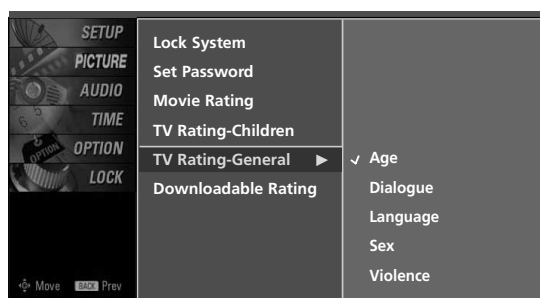 SETUP
PICTURE
AUDIO
TIME
OPTION
LOCK
Move BACK Prev
Lock System
Set Password
Movie Rating
TV Rating-Children
TV Rating-General ▶
Downloadable Rating
✓ Age
Dialogue
Language
Sex
Violence